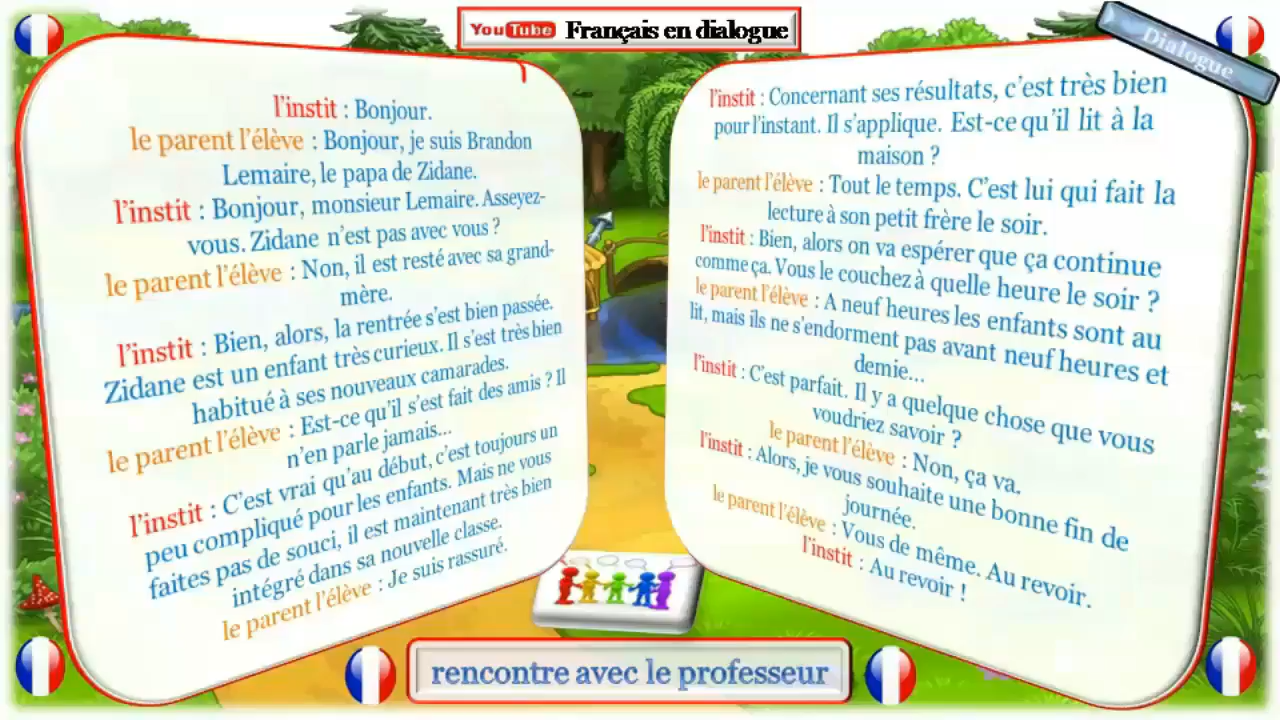 YouTube Français en dialogue
Dialogue
l'instit : Bonjour.
le parent l'élève : Bonjour, je suis Brandon
Lemaire, le papa de Zidane.
l'instit : Bonjour, monsieur Lemaire. Asseyez-
vous. Zidane n'est pas avec vous ?
le parent l'élève : Non, il est resté avec sa grand-
mère.
l'instit : Bien, alors, la rentrée s'est bien passée.
Zidane est un enfant très curieux. Il s'est très bien
habitué à ses nouveaux camarades.
le parent l'élève : Est-ce qu'il s'est fait des amis ? Il
n'en parle jamais...
l'instit : C'est vrai qu'au début, c'est toujours un
peu compliqué pour les enfants. Mais ne vous
faites pas de souci, il est maintenant très bien
intégré dans sa nouvelle classe.
le parent l'élève : Je suis rassuré.
l'instit : Concernant ses résultats, c'est très bien
pour l'instant. Il s'applique. Est-ce qu'il lit à la
maison ?
le parent l'élève : Tout le temps. C'est lui qui fait la
lecture à son petit frère le soir.
l'instit : Bien, alors on va espérer que ça continue
comme ça. Vous le couchez à quelle heure le soir ?
le parent l'élève : A neuf heures les enfants sont au
lit, mais ils ne s'endorment pas avant neuf heures et
demie...
l'instit : C'est parfait. Il y a quelque chose que vous
voudriez savoir ?
le parent l'élève : Non, ça va.
l'instit : Alors, je vous souhaite une bonne fin de
journée.
le parent l'élève : Vous de même. Au revoir.
l'instit : Au revoir !
rencontre avec le professeur